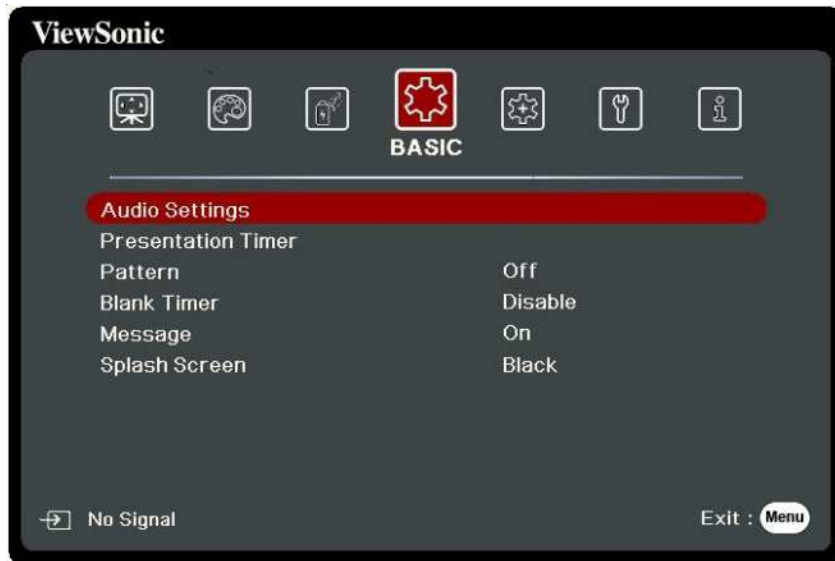 ViewSonic
BASIC
Audio Settings
Presentation Timer
Pattern Off
Blank Timer Disable
Message On
Splash Screen Black
No Signal Exit : Menu